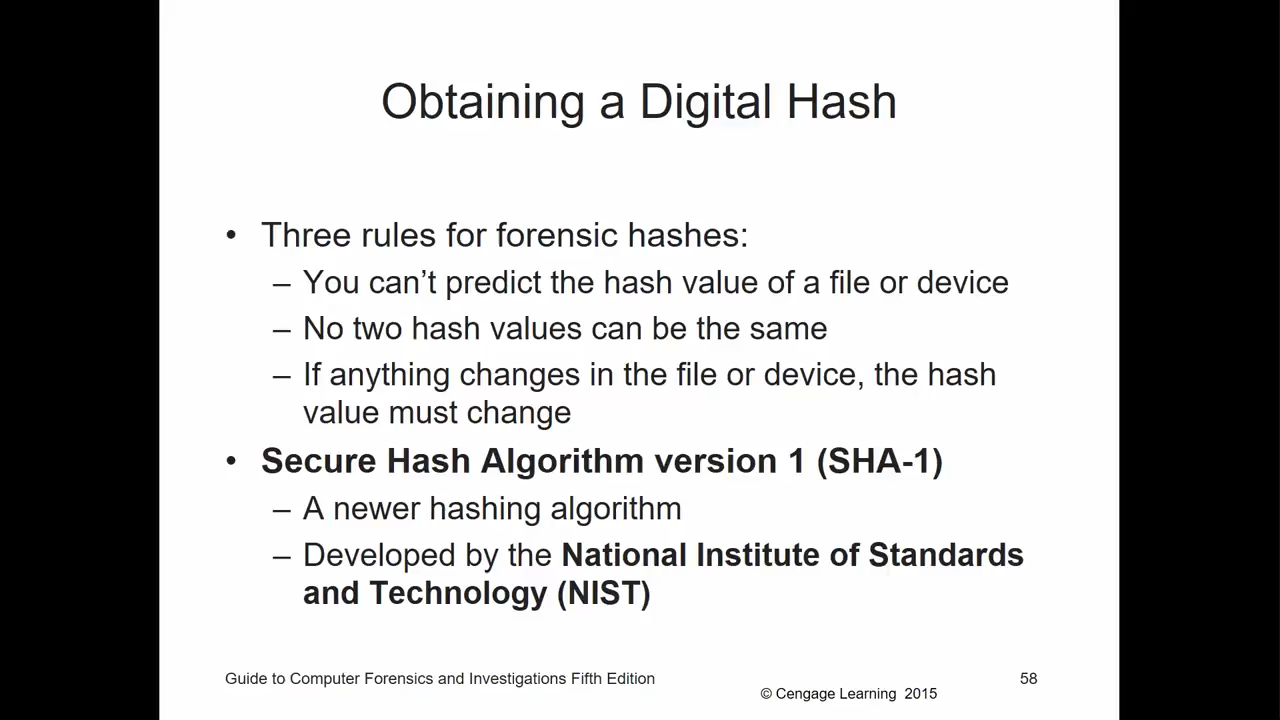 Obtaining a Digital Hash
• Three rules for forensic hashes:
– You can’t predict the hash value of a file or device
– No two hash values can be the same
– If anything changes in the file or device, the hash
value must change
• Secure Hash Algorithm version 1 (SHA-1)
– A newer hashing algorithm
– Developed by the National Institute of Standards
and Technology (NIST)
Guide to Computer Forensics and Investigations Fifth Edition
58
© Cengage Learning 2015